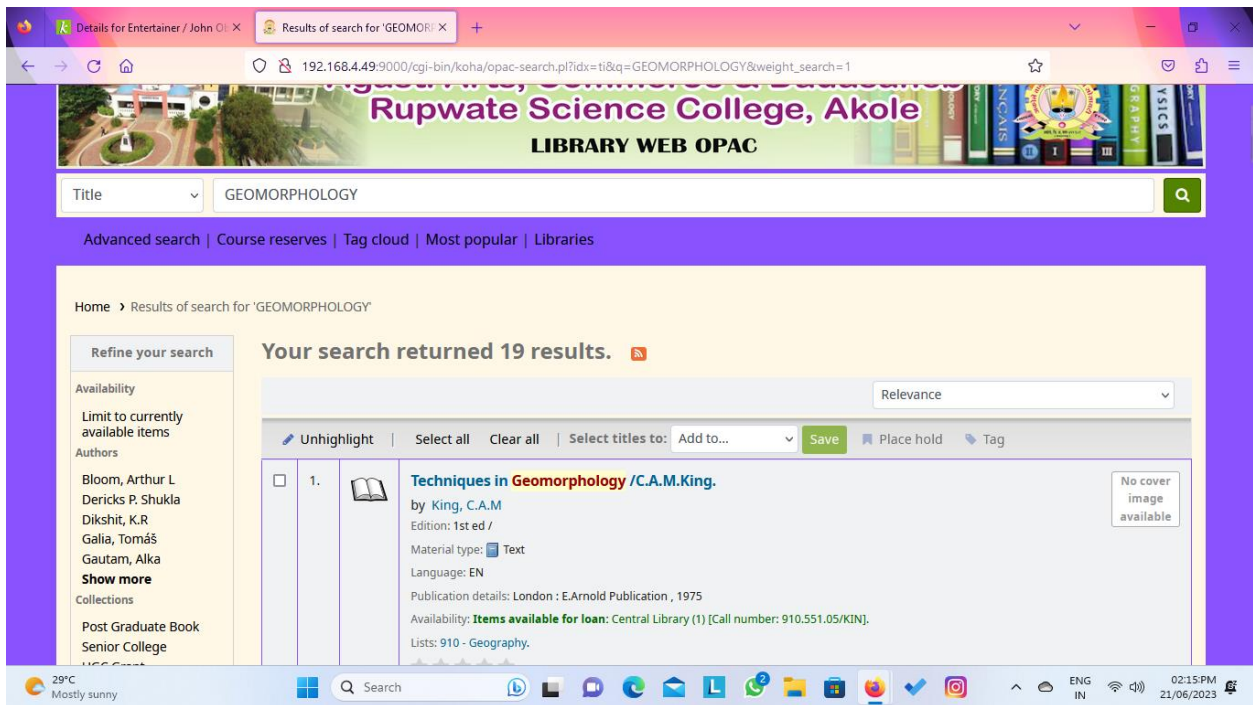 Details for Entertainer / John Ol
Results of search for 'GEOMORP
192.168.4.49:9000/cgi-bin/koha/opac-search.pl?idx=ti&q=GEOMORPHOLOGY&weight_search=1
Rupwate Science College, Akole
LIBRARY WEB OPAC
Title
GEOMORPHOLOGY
Advanced search | Course reserves | Tag cloud | Most popular | Libraries
Home › Results of search for 'GEOMORPHOLOGY'
Refine your search
Availability
Limit to currently
available items
Authors
Bloom, Arthur L
Dericks P. Shukla
Dikshit, K.R
Galia, Tomáš
Gautam, Alka
Show more
Collections
Post Graduate Book
Senior College
UGC Grant
Your search returned 19 results.
Relevance
Unhighlight | Select all Clear all | Select titles to: Add to... Save Place hold Tag
1.
Techniques in Geomorphology /C.A.M.King.
by King, C.A.M
Edition: 1st ed /
Material type: Text
Language: EN
Publication details: London : E.Arnold Publication , 1975
Availability: Items available for loan: Central Library (1) [Call number: 910.551.05/KIN].
Lists: 910 - Geography.
No cover
image
available
29°C
Mostly sunny
Search
2
ENG
IN
02:15:PM
21/06/2023